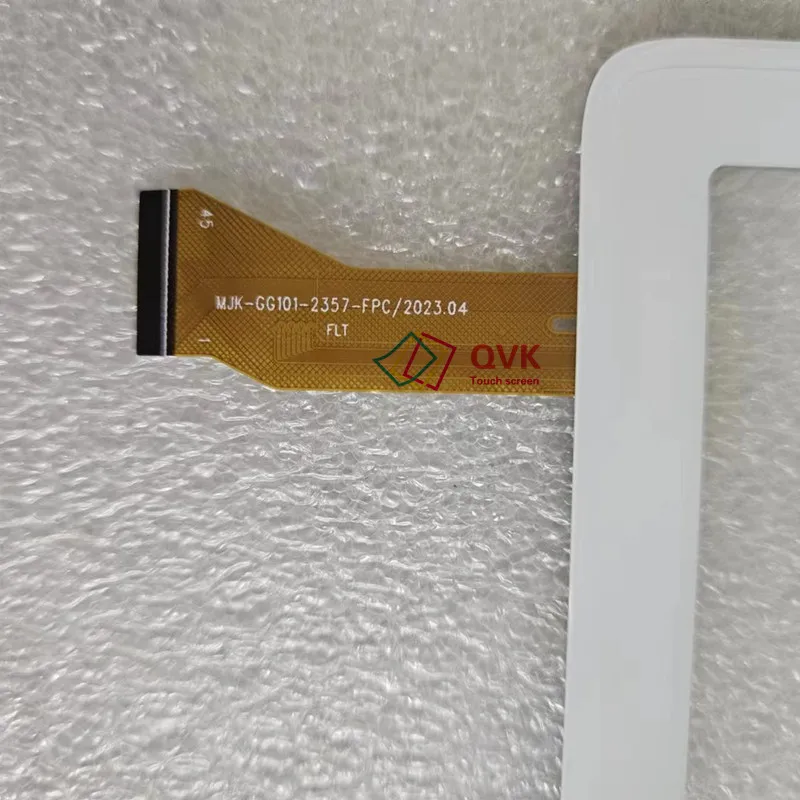 45
MJK-GG101-2357-FPC/2023.04
FLT
1
QVK
Touch screen